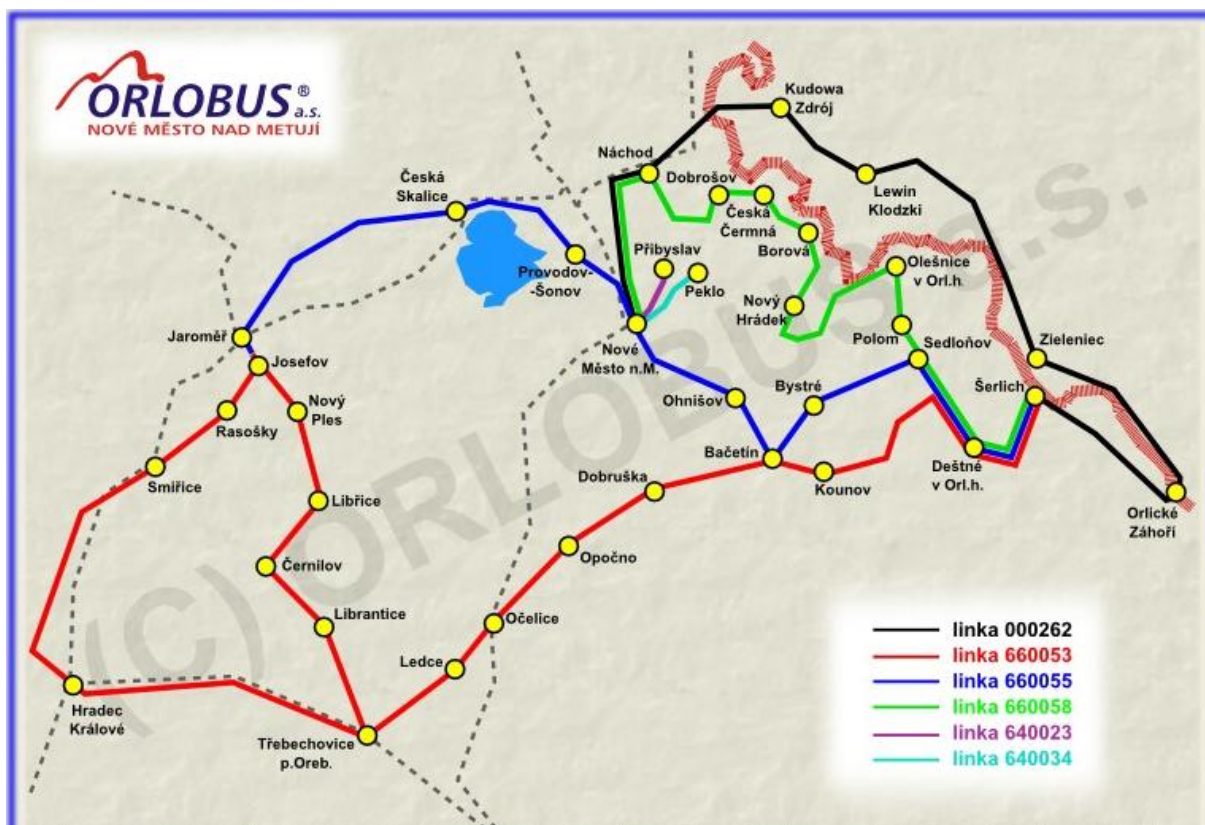 ORLOBUS ®
a.s.
NOVÉ MĚSTO NAD METUJÍ
Kudowa
Zdrój
Náchod
Dobrošov
Česká
Skalice
Lewin
Klodzki
Česká
Čermná
Borová
Přibyslav
Peklo
Provodov-
-Šonov
Olešnice
v Orl.h.
Nový
Hrádek
Jaroměř
Josefov
Nové
Město n.M.
Polom
Sedloňov
Zieleniec
Šerlich
Rasošky
Nový
Ples
Ohnišov
Bystré
Bačetín
Smiřice
Dobruška
Kounov
Deštné
v Orl.h.
Libřice
Orlické
Záhoří
Opočno
Černilov
Librantice
Očelice
Ledce
Hradec
Králové
Třebechovice
p.Oreb.
linka 000262
linka 660053
linka 660055
linka 660058
linka 640023
linka 640034
(C) ORLOBUS a.s.